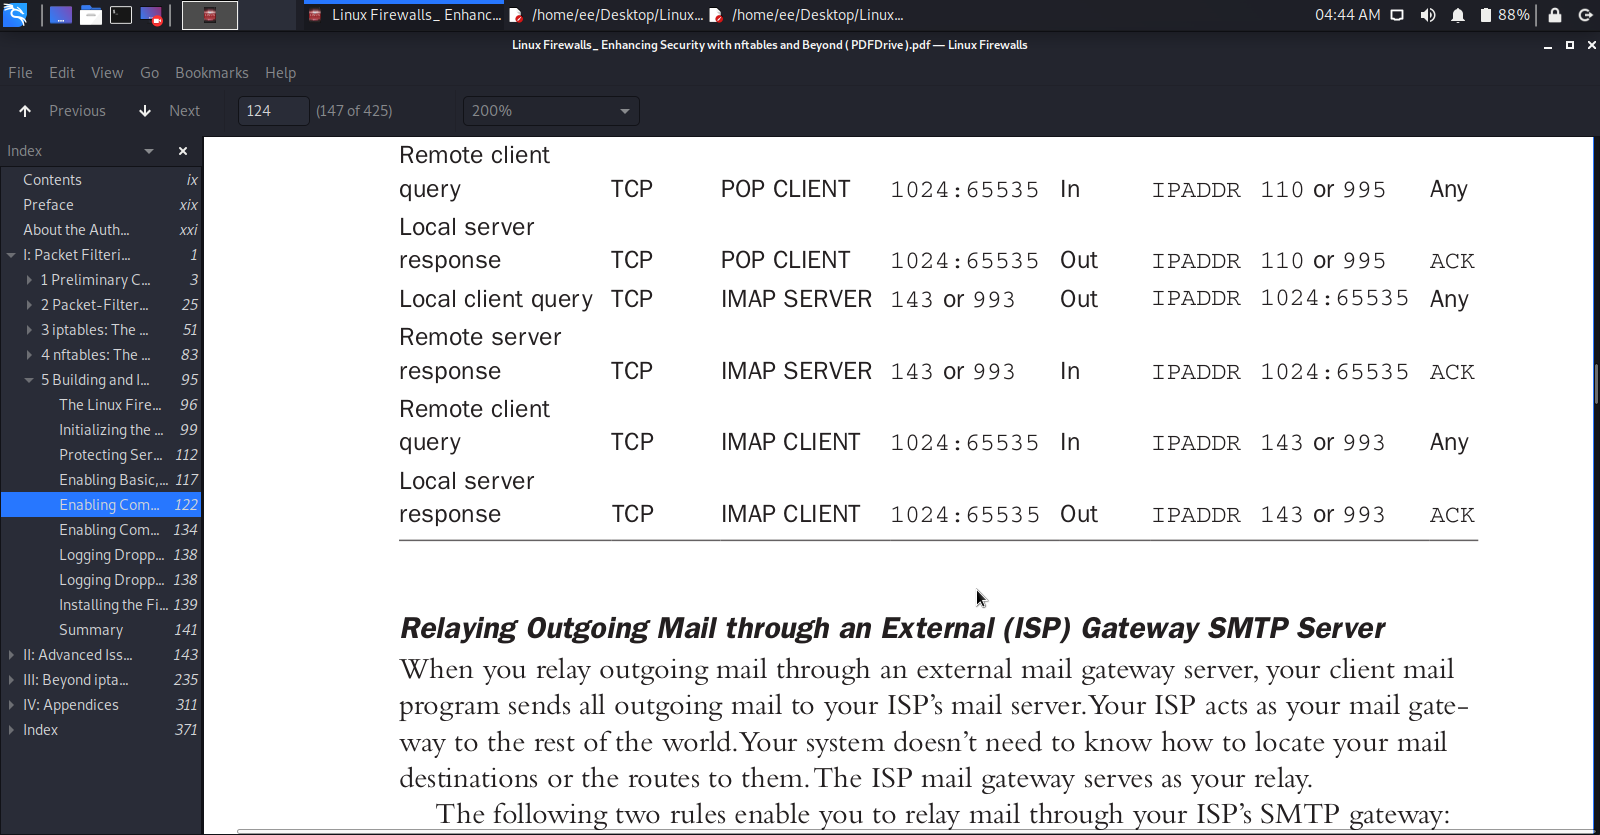 Linux Firewalls_ Enhanc...
/home/ee/Desktop/Linux...
/home/ee/Desktop/Linux...
04:44 AM
88%
Linux Firewalls_ Enhancing Security with nftables and Beyond ( PDFDrive ).pdf — Linux Firewalls
File Edit View Go Bookmarks Help
Previous Next 124 (147 of 425) 200%
Index
Contents ix
Preface xix
About the Auth... xxi
I: Packet Filteri... 1
1 Preliminary C... 3
2 Packet-Filter... 25
3 iptables: The ... 51
4 nftables: The ... 83
5 Building and I... 95
The Linux Fire... 96
Initializing the ... 99
Protecting Ser... 112
Enabling Basic,... 117
Enabling Com... 122
Enabling Com... 134
Logging Dropp... 138
Logging Dropp... 138
Installing the Fi... 139
Summary 141
II: Advanced Iss... 143
III: Beyond ipta... 235
IV: Appendices 311
Index 371
Remote client
query TCP POP CLIENT 1024:65535 In IPADDR 110 or 995 Any
Local server
response TCP POP CLIENT 1024:65535 Out IPADDR 110 or 995 ACK
Local client query TCP IMAP SERVER 143 or 993 Out IPADDR 1024:65535 Any
Remote server
response TCP IMAP SERVER 143 or 993 In IPADDR 1024:65535 ACK
Remote client
query TCP IMAP CLIENT 1024:65535 In IPADDR 143 or 993 Any
Local server
response TCP IMAP CLIENT 1024:65535 Out IPADDR 143 or 993 ACK
Relaying Outgoing Mail through an External (ISP) Gateway SMTP Server
When you relay outgoing mail through an external mail gateway server, your client mail
program sends all outgoing mail to your ISP's mail server. Your ISP acts as your mail gate-
way to the rest of the world. Your system doesn't need to know how to locate your mail
destinations or the routes to them. The ISP mail gateway serves as your relay.
The following two rules enable you to relay mail through your ISP's SMTP gateway: